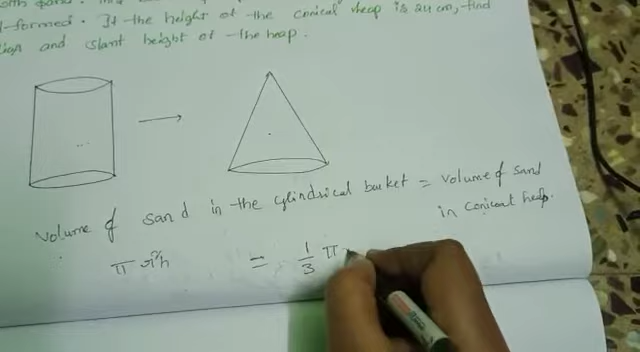 -formed. If the height of the conical heap is 24 cm, find
and slant height of the heap.
Volume of sand in the cylindrical bucket = volume of sand
in conical heap.
πr²h = 1/3 π